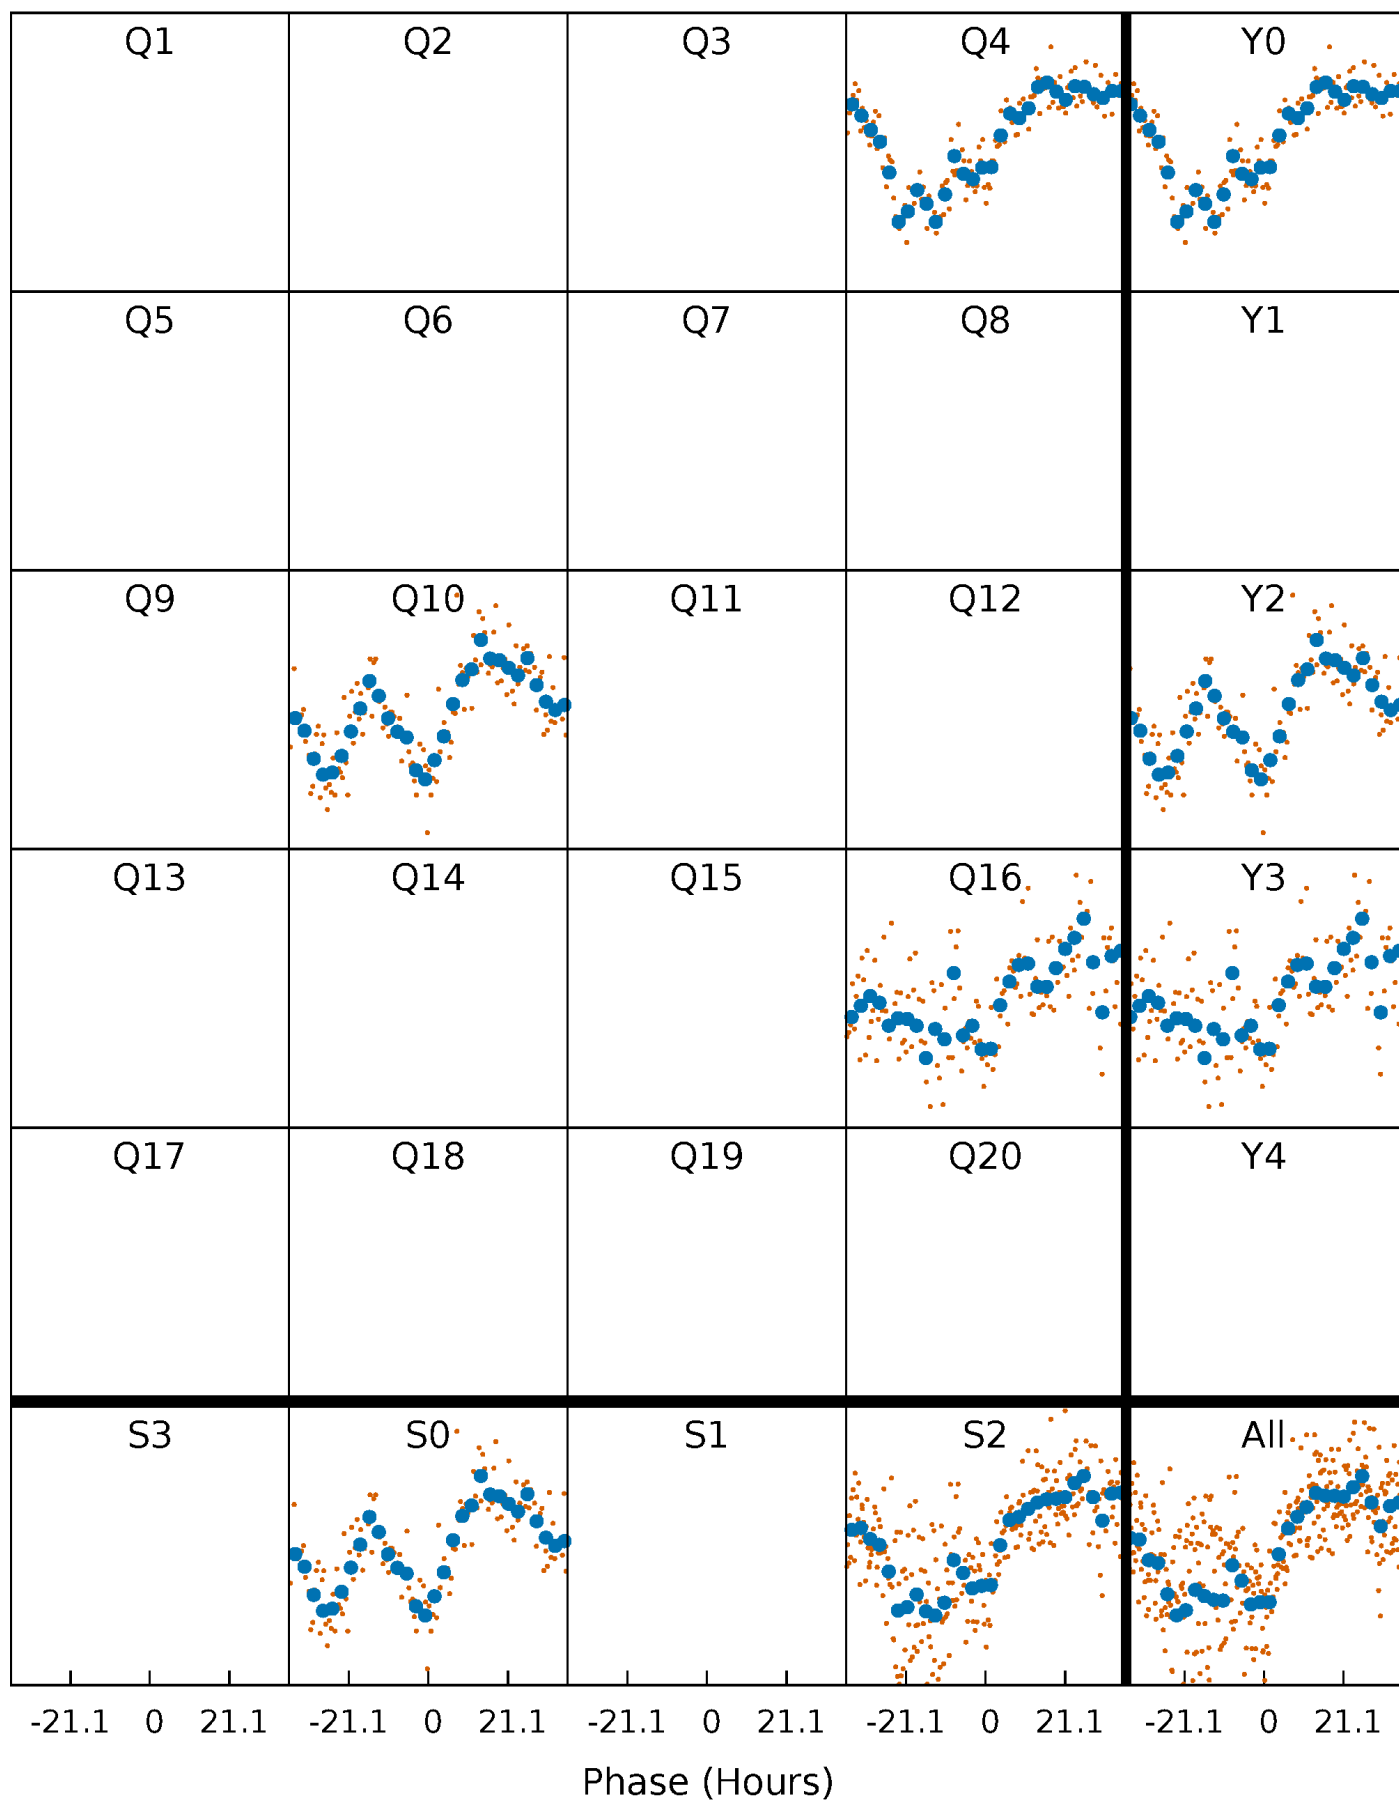 Q1 Q2 Q3 Q4 Y0
Q5 Q6 Q7 Q8 Y1
Q9 Q10 Q11 Q12 Y2
Q13 Q14 Q15 Q16 Y3
Q17 Q18 Q19 Q20 Y4
S3 S0 S1 S2 All
-21.1 0 21.1 -21.1 0 21.1 -21.1 0 21.1 -21.1 0 21.1 -21.1 0 21.1
Phase (Hours)